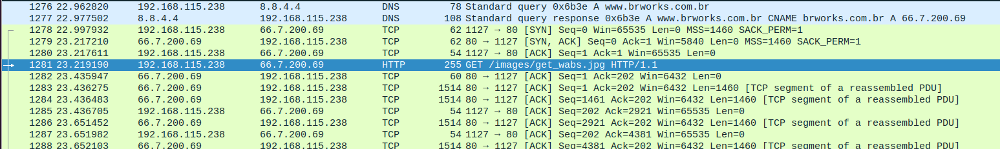 1276 22.962820 192.168.115.238 8.8.4.4 DNS 78 Standard query 0x6b3e A www.brworks.com.br
1277 22.977502 8.8.4.4 192.168.115.238 DNS 108 Standard query response 0x6b3e A www.brworks.com.br CNAME brworks.com.br A 66.7.200.69
1278 22.997932 192.168.115.238 66.7.200.69 TCP 62 1127 → 80 [SYN] Seq=0 Win=65535 Len=0 MSS=1460 SACK_PERM=1
1279 23.217210 66.7.200.69 192.168.115.238 TCP 62 80 → 1127 [SYN, ACK] Seq=0 Ack=1 Win=5840 Len=0 MSS=1460 SACK_PERM=1
1280 23.217611 192.168.115.238 66.7.200.69 TCP 54 1127 → 80 [ACK] Seq=1 Ack=1 Win=65535 Len=0
1281 23.219190 192.168.115.238 66.7.200.69 HTTP 255 GET /images/get_wabs.jpg HTTP/1.1
1282 23.435947 66.7.200.69 192.168.115.238 TCP 60 80 → 1127 [ACK] Seq=1 Ack=202 Win=6432 Len=0
1283 23.436275 66.7.200.69 192.168.115.238 TCP 1514 80 → 1127 [ACK] Seq=1 Ack=202 Win=6432 Len=1460 [TCP segment of a reassembled PDU]
1284 23.436483 66.7.200.69 192.168.115.238 TCP 1514 80 → 1127 [ACK] Seq=1461 Ack=202 Win=6432 Len=1460 [TCP segment of a reassembled PDU]
1285 23.436705 192.168.115.238 66.7.200.69 TCP 54 1127 → 80 [ACK] Seq=202 Ack=2921 Win=65535 Len=0
1286 23.651452 66.7.200.69 192.168.115.238 TCP 1514 80 → 1127 [ACK] Seq=2921 Ack=202 Win=6432 Len=1460 [TCP segment of a reassembled PDU]
1287 23.651982 192.168.115.238 66.7.200.69 TCP 54 1127 → 80 [ACK] Seq=202 Ack=4381 Win=65535 Len=0
1288 23.652103 66.7.200.69 192.168.115.238 TCP 1514 80 → 1127 [ACK] Seq=4381 Ack=202 Win=6432 Len=1460 [TCP segment of a reassembled PDU]